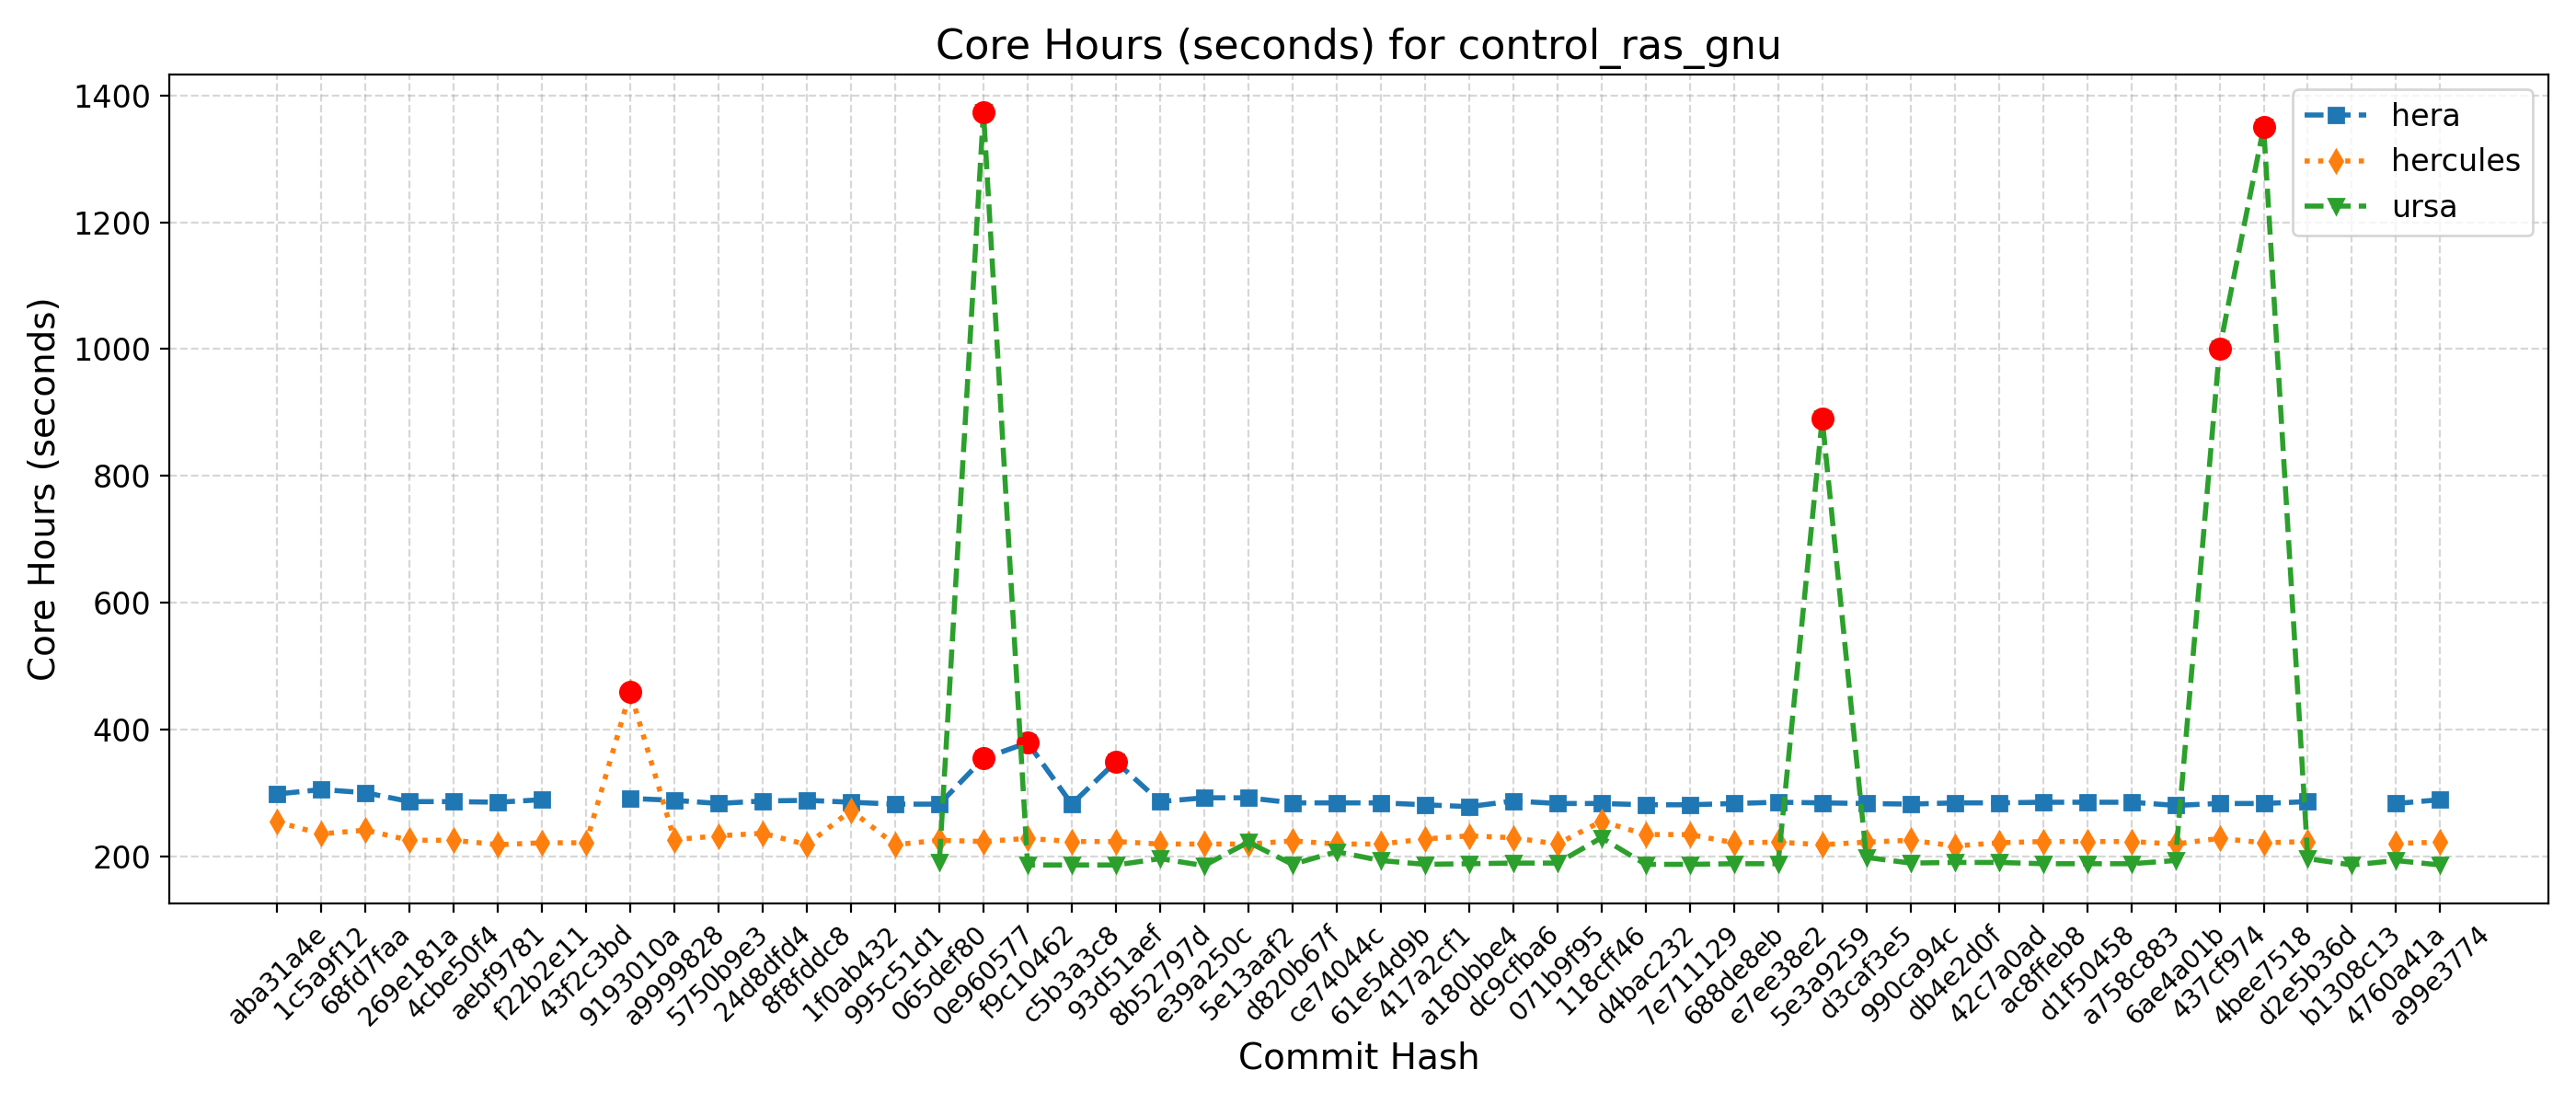 Core Hours (seconds) for control_ras_gnu
1400
1200
1000
800
600
400
200
Core Hours (seconds)
hera
hercules
ursa
aba31a4e
1c5a9f12
68fd7faa
269e181a
4cbe50f4
aebf9781
f22b2e11
43f2c3bd
9193010a
a9999828
5750b9e3
24d8dfd4
8f8fddc8
1f0ab432
995c51d1
065def80
0e960577
f9c10462
c5b3a3c8
93d51aef
8b52797d
e39a250c
5e13aaf2
d820b67f
ce74044c
61e54d9b
417a2cf1
a180bbe4
dc9cfba6
071b9f95
118cff46
d4bac232
7e711129
688de8eb
e7ee38e2
5e3a9259
d3caf3e5
990ca94c
db4e2d0f
42c7a0ad
ac8ffeb8
d1f50458
a758c883
6ae4a01b
437cf974
4bee7518
d2e5b36d
b1308c13
4760a41a
a99e3774
Commit Hash